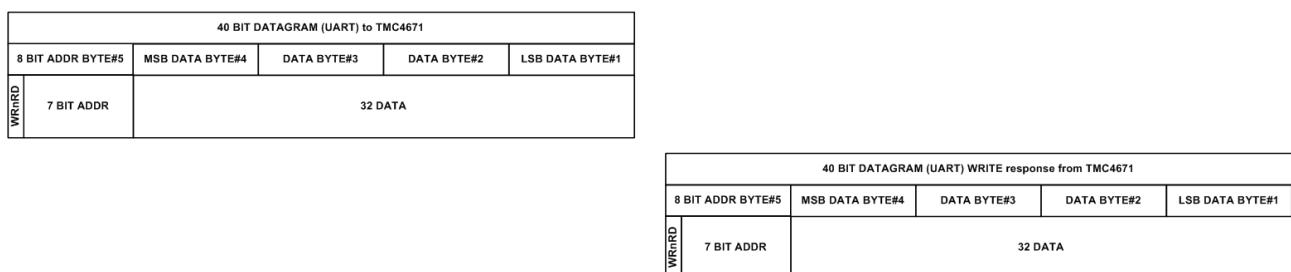 40 BIT DATAGRAM (UART) to TMC4671
8 BIT ADDR BYTE#5 MSB DATA BYTE#4 DATA BYTE#3 DATA BYTE#2 LSB DATA BYTE#1
WRnRD 7 BIT ADDR 32 DATA
40 BIT DATAGRAM (UART) WRITE response from TMC4671
8 BIT ADDR BYTE#5 MSB DATA BYTE#4 DATA BYTE#3 DATA BYTE#2 LSB DATA BYTE#1
WRnRD 7 BIT ADDR 32 DATA